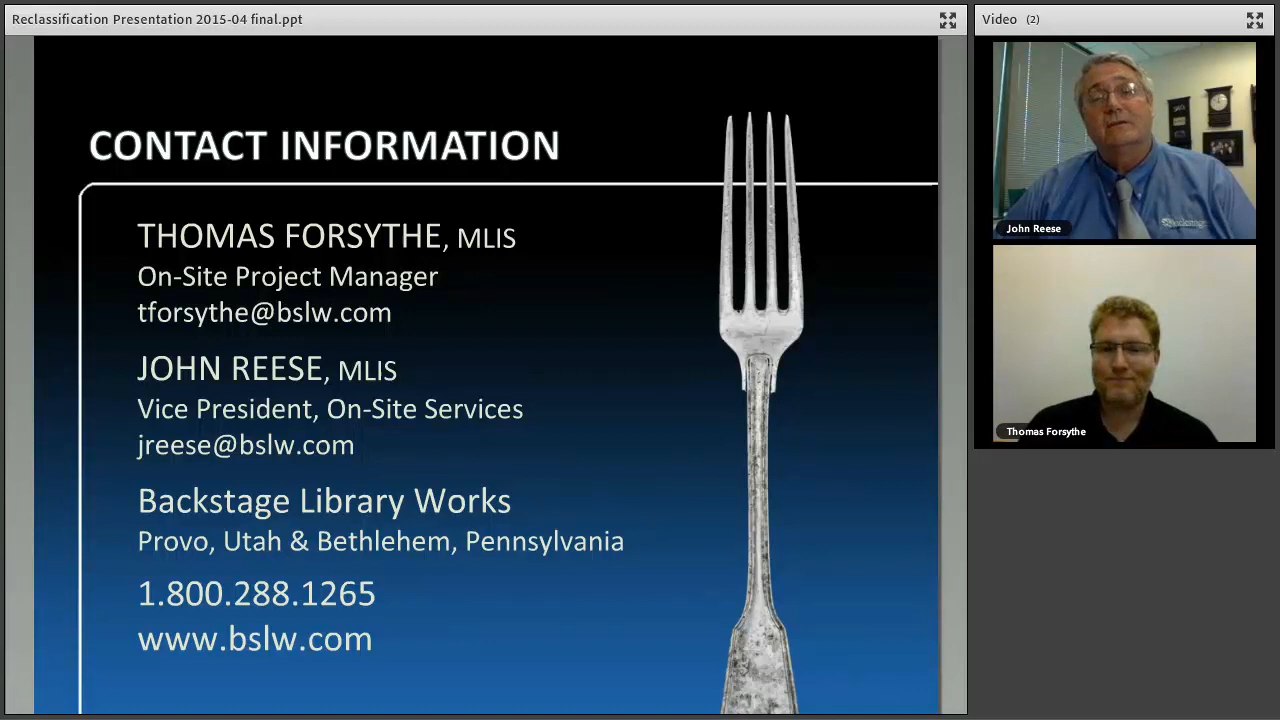 Reclassification Presentation 2015-04 final.ppt
Video (2)
CONTACT INFORMATION
THOMAS FORSYTHE, MLIS
On-Site Project Manager
tforsythe@bslw.com
JOHN REESE, MLIS
Vice President, On-Site Services
jreese@bslw.com
Backstage Library Works
Provo, Utah & Bethlehem, Pennsylvania
1.800.288.1265
www.bslw.com
John Reese
Thomas Forsythe